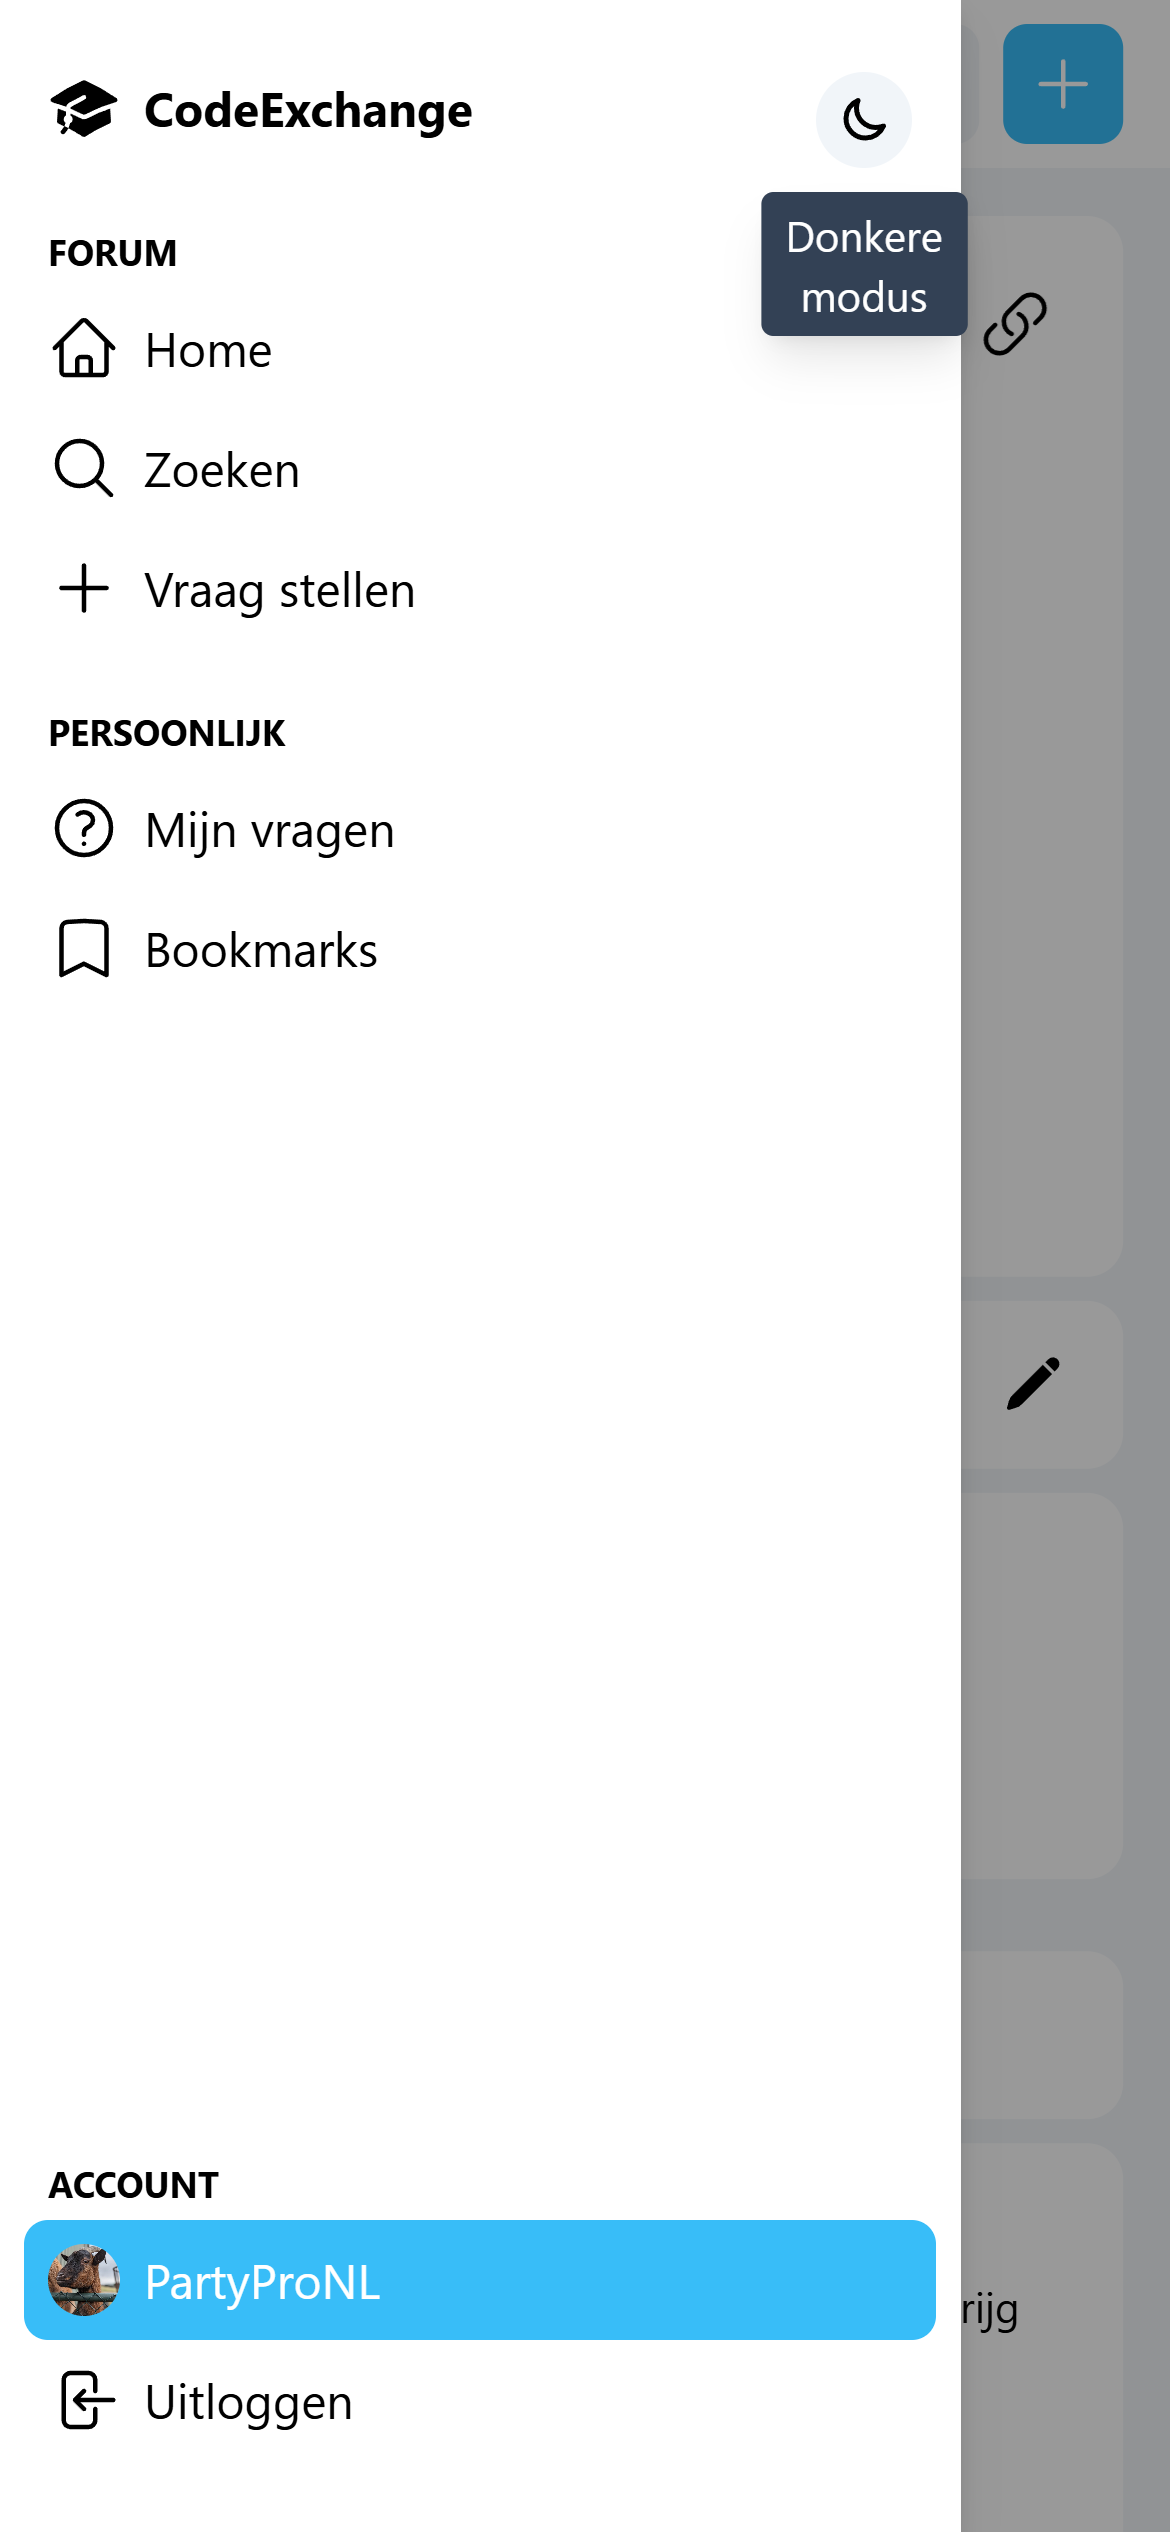 CodeExchange
Donkere
modus
FORUM
Home
Zoeken
Vraag stellen
PERSOONLIJK
Mijn vragen
Bookmarks
ACCOUNT
PartyProNL
rijg
Uitloggen